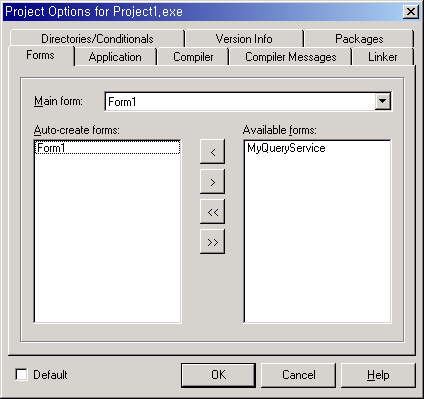 Project Options for Project1.exe
Directories/Conditionals Version Info Packages
Forms Application Compiler Compiler Messages Linker
Main form: Form1
Auto-create forms: Available forms:
Form1 < MyQueryService
>
<<
>>
Default OK Cancel Help